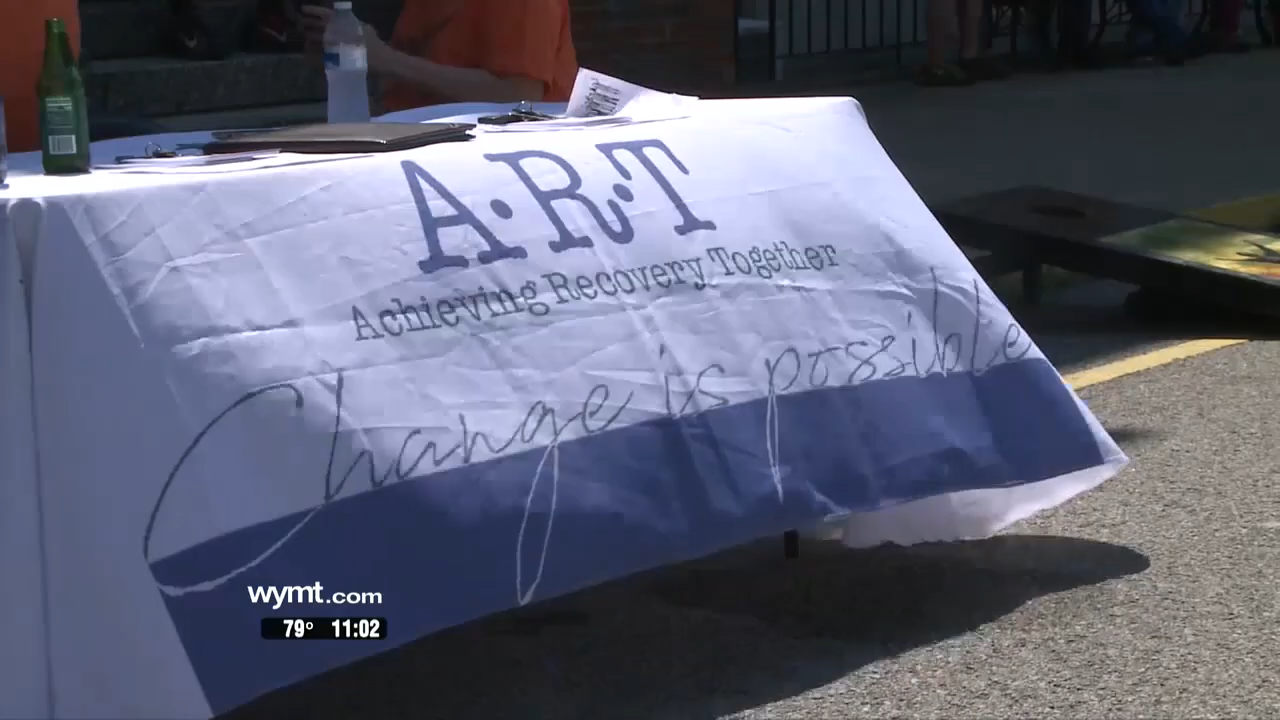 A·R·T
Achieving Recovery Together
Change is possible
wymt.com
79° 11:02